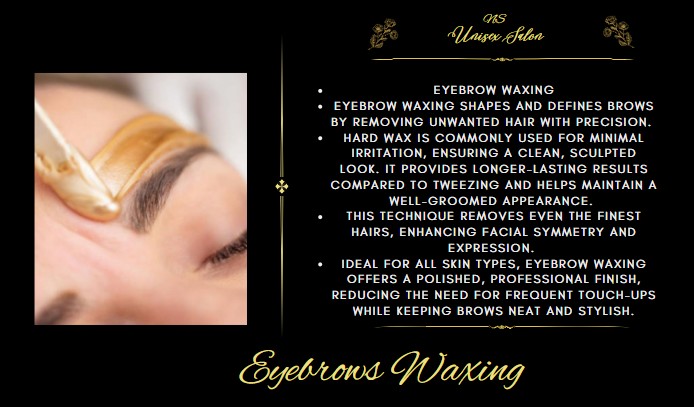 NS
Unisex Salon
• EYEBROW WAXING
• EYEBROW WAXING SHAPES AND DEFINES BROWS
BY REMOVING UNWANTED HAIR WITH PRECISION.
• HARD WAX IS COMMONLY USED FOR MINIMAL
IRRITATION, ENSURING A CLEAN, SCULPTED
LOOK. IT PROVIDES LONGER-LASTING RESULTS
COMPARED TO TWEEZING AND HELPS MAINTAIN A
WELL-GROOMED APPEARANCE.
• THIS TECHNIQUE REMOVES EVEN THE FINEST
HAIRS, ENHANCING FACIAL SYMMETRY AND
EXPRESSION.
• IDEAL FOR ALL SKIN TYPES, EYEBROW WAXING
OFFERS A POLISHED, PROFESSIONAL FINISH,
REDUCING THE NEED FOR FREQUENT TOUCH-UPS
WHILE KEEPING BROWS NEAT AND STYLISH.
Eyebrows Waxing